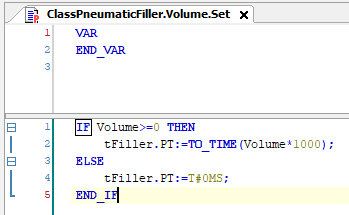 ClassPneumaticFiller.Volume.Set
1 VAR
2 END_VAR
3
1 IF Volume>=0 THEN
2 tFiller.PT:=TO_TIME(Volume*1000);
3 ELSE
4 tFiller.PT:=T#0MS;
5 END_IF